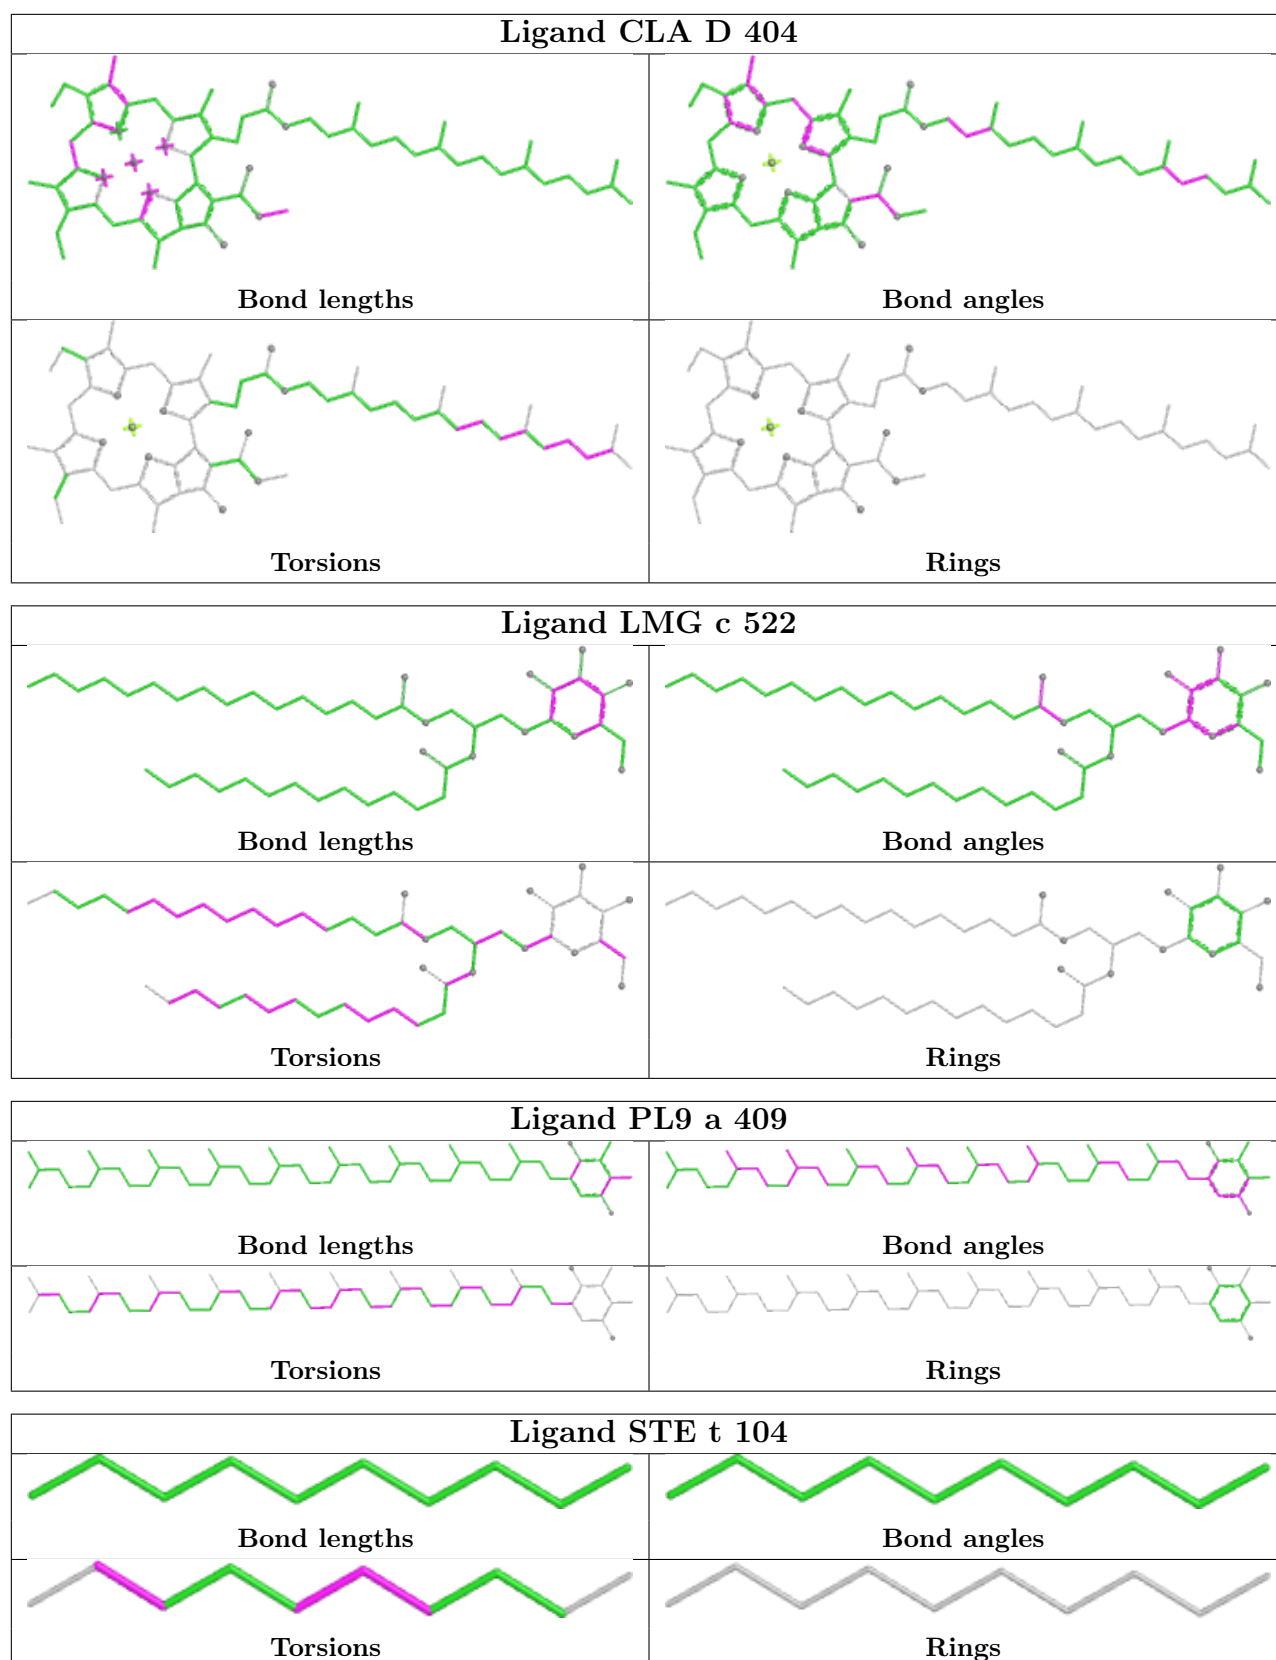 Ligand CLA D 404
Bond lengths
Bond angles
Torsions
Rings
Ligand LMG c 522
Bond lengths
Bond angles
Torsions
Rings
Ligand PL9 a 409
Bond lengths
Bond angles
Torsions
Rings
Ligand STE t 104
Bond lengths
Bond angles
Torsions
Rings